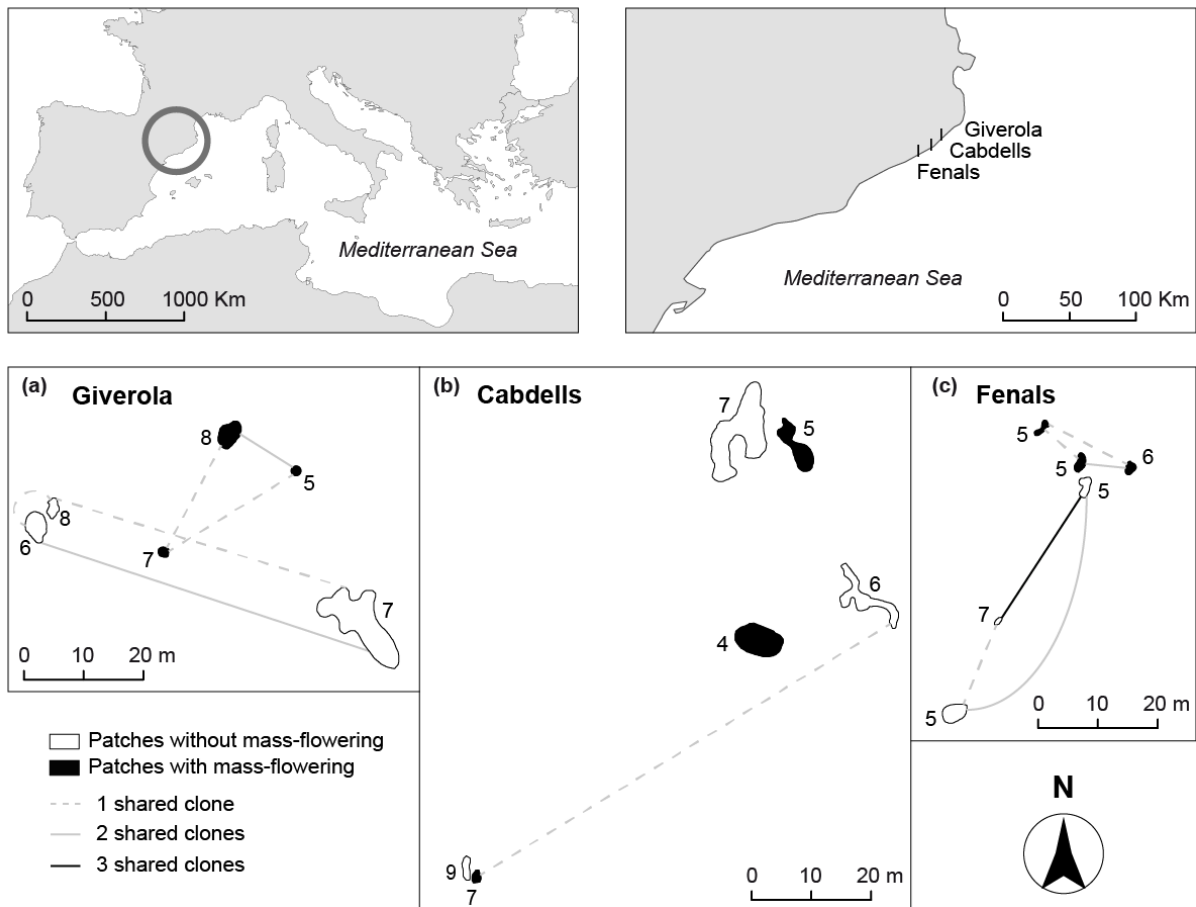 Mediterranean Sea
0 500 1000 Km
Giverola
Cabdells
Fenals
Mediterranean Sea
0 50 100 Km
(a) Giverola
8
5
8
6
7
7
0 10 20 m
(b) Cabdells
7
5
6
4
9
7
0 10 20 m
(c) Fenals
5
5
6
5
7
5
0 10 20 m
Patches without mass-flowering
Patches with mass-flowering
1 shared clone
2 shared clones
3 shared clones
N